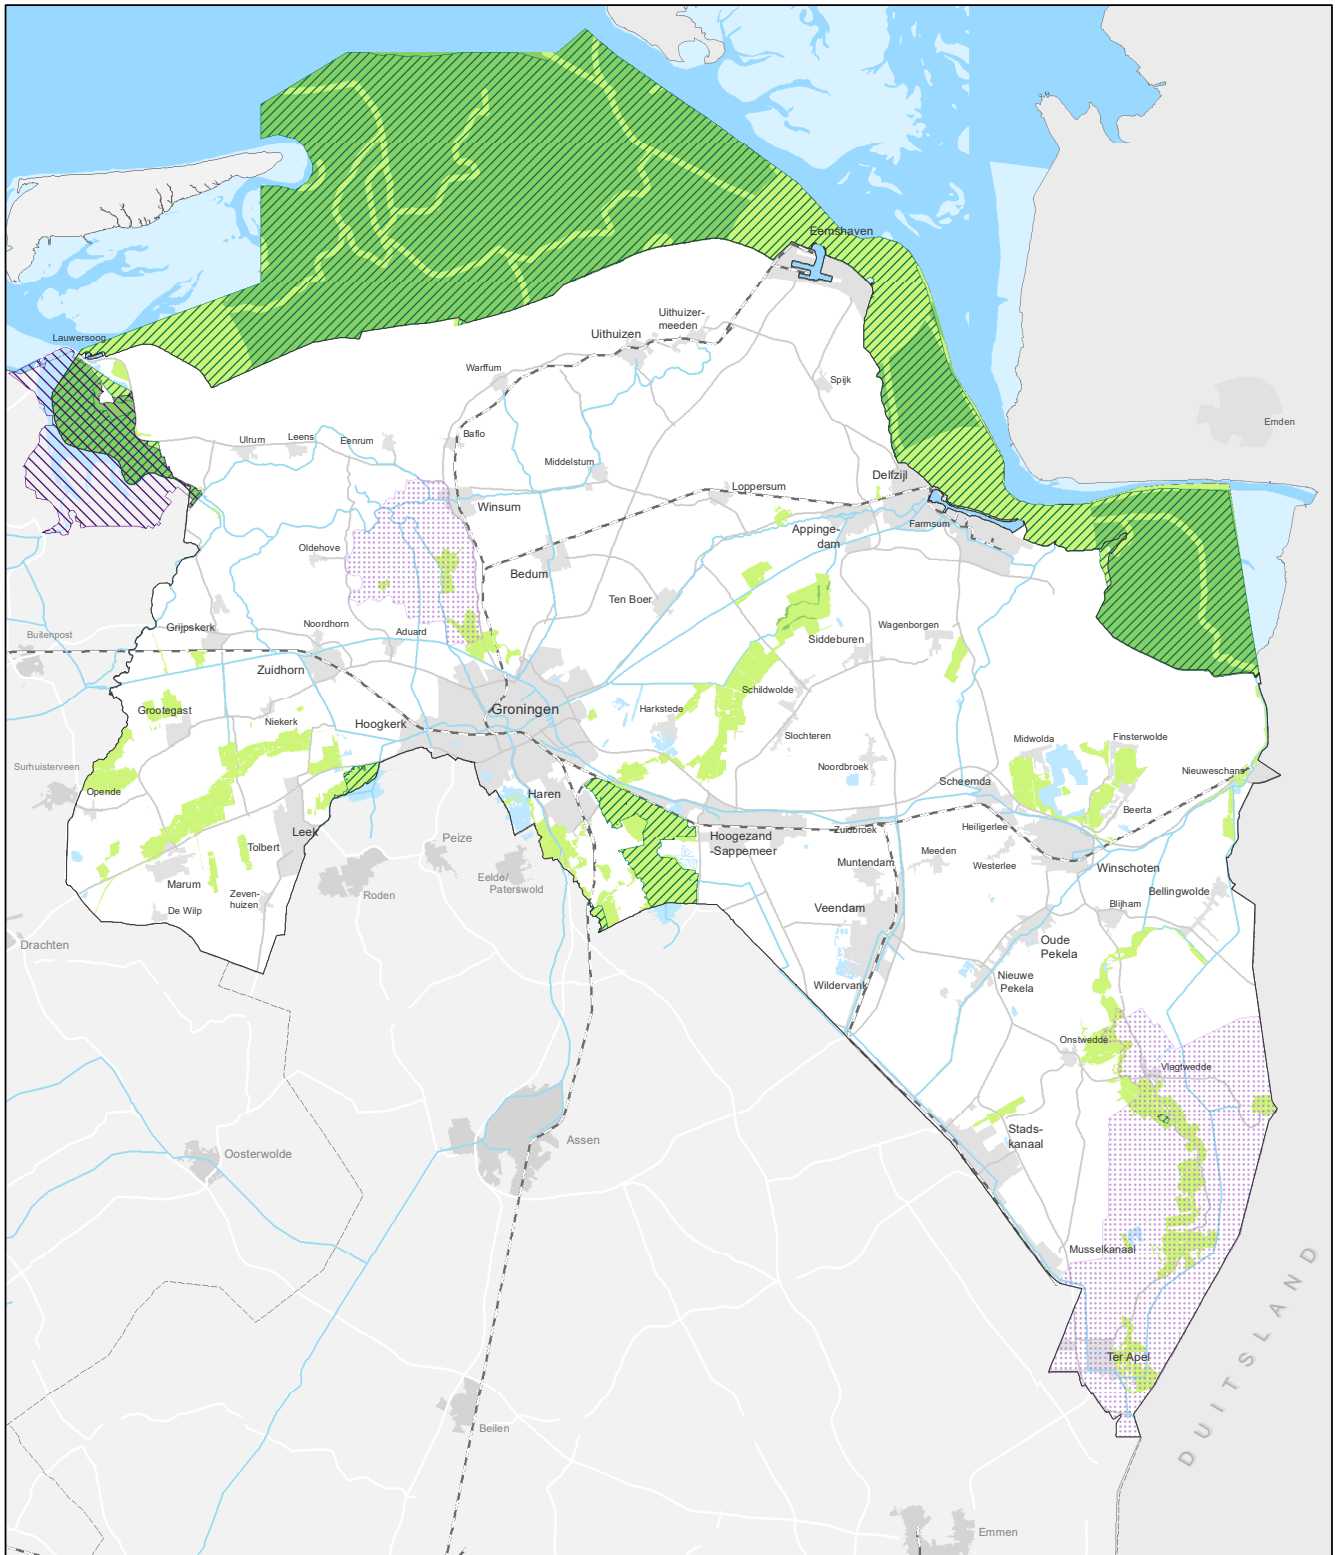 Eemshaven
Lauwersoog
Uithuizer-
meeden
Uithuizen
Warffum
Spijk
Emden
Baflo
Ulrum
Leens
Eenrum
Middelstum
Loppersum
Delfzijl
Winsum
Farmsum
Appinge-
dam
Oldehove
Bedum
Ten Boer
Grijpskerk
Noordhorn
Aduard
Wagenborgen
Siddeburen
Buitenpost
Zuidhorn
Schildwolde
Grootegast
Niekerk
Hoogkerk
Groningen
Harkstede
Slochteren
Midwolda
Finsterwolde
Surhuisterveen
Noordbroek
Scheemda
Nieuweschans
Opende
Haren
Beerta
Leek
Tolbert
Peize
Hoogezand
-Sappemeer
Zuidbroek
Heiligerlee
Meeden
Westerlee
Winschoten
Muntendam
Marum
Eelde/
Paterswold
Roden
Zeven-
huizen
De Wilp
Veendam
Bellingwolde
Blijham
Drachten
Oude
Pekela
Nieuwe
Pekela
Wildervank
Onstwedde
Vlagtwedde
Stads-
kanaal
Assen
Oosterwolde
Musselkanaal
DUITSLAND
Ter Apel
Beilen
Emmen